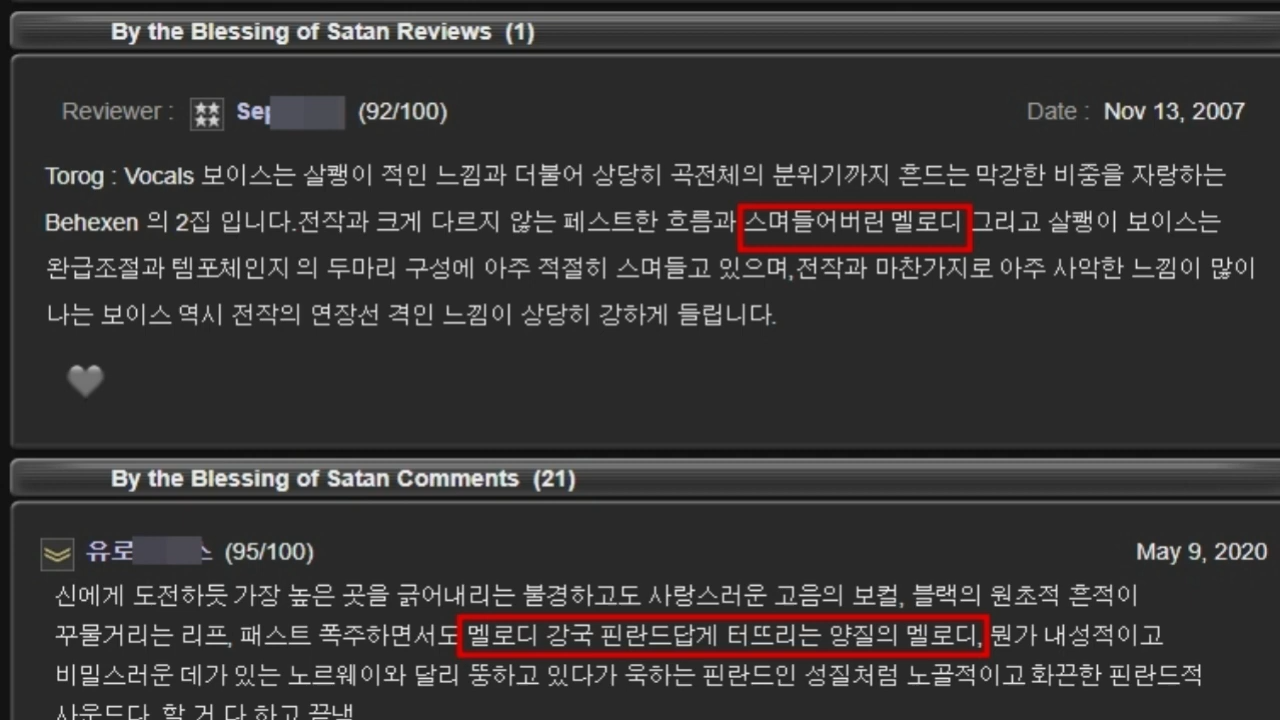 By the Blessing of Satan Reviews (1)
Reviewer : (92/100) Date : Nov 13, 2007
Torog : Vocals 보이스는 살쾡이 적인 느낌과 더불어 상당히 곡전체의 분위기까지 흔드는 막강한 비중을 자랑하는
Behexen 의 2집 입니다.전작과 크게 다르지 않는 페스트한 흐름과 스며들어버린 멜로디 그리고 살쾡이 보이스는
완급조절과 템포체인지 의 두마리 구성에 아주 적절히 스며들고 있으며,전작과 마찬가지로 아주 사악한 느낌이 많이
나는 보이스 역시 전작의 연장선 격인 느낌이 상당히 강하게 들립니다.
By the Blessing of Satan Comments (21)
(95/100) May 9, 2020
신에게 도전하듯 가장 높은 곳을 긁어내리는 불경하고도 사랑스러운 고음의 보컬, 블랙의 원초적 흔적이
꾸물거리는 리프, 패스트 폭주하면서도 멜로디 강국 핀란드답게 터뜨리는 양질의 멜로디, 뭔가 내성적이고
비밀스러운 데가 있는 노르웨이와 달리 뚱하고 있다가 욱하는 핀란드인 성질처럼 노골적이고 화끈한 핀란드적
사운드다. 할 거 다 하고 끝냄